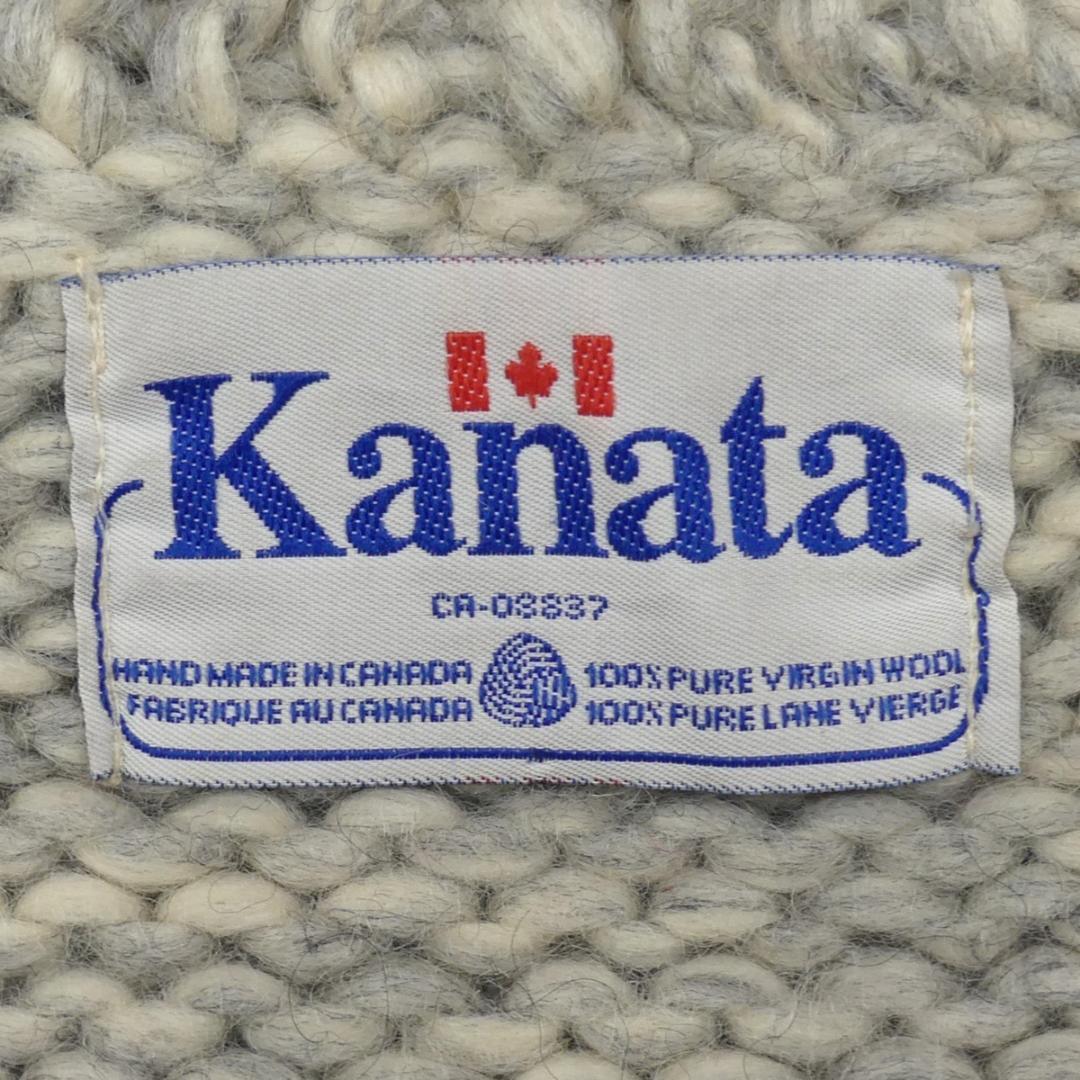 Kanata
CA-03837
HAND MADE IN CANADA 100% PURE VIRGIN WOOL
FABRIQUE AU CANADA 100% PURE LANE VIERGE